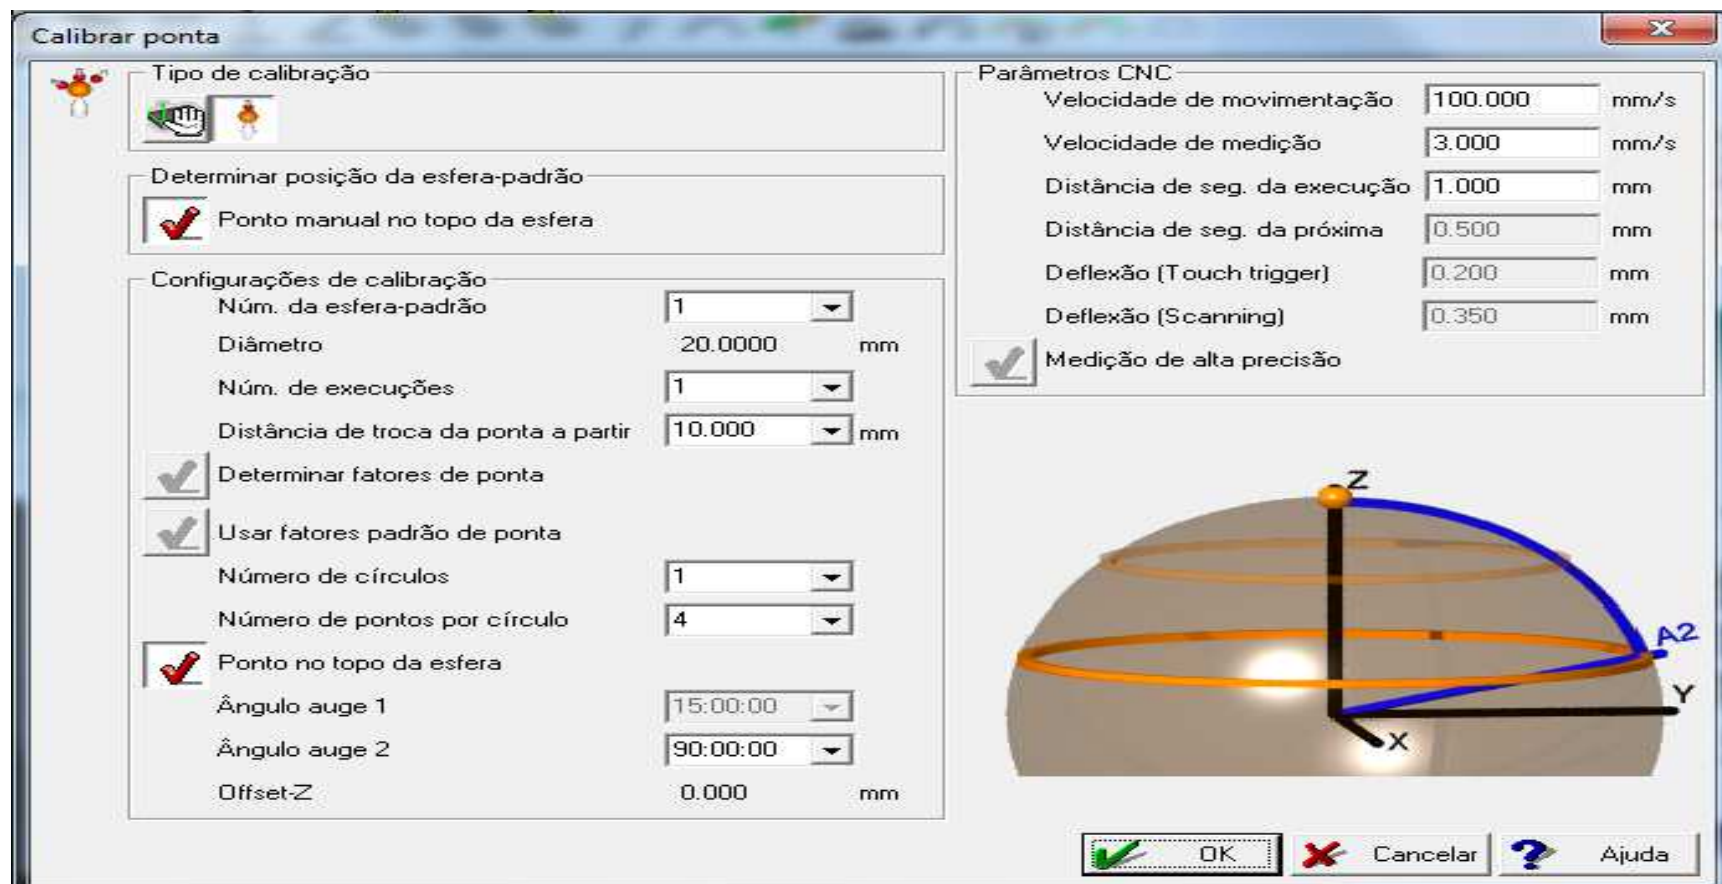 Calibrar ponta
Tipo de calibração
Determinar posição da esfera-padrão
Ponto manual no topo da esfera
Configurações de calibração
Núm. da esfera-padrão 1
Diâmetro 20.0000 mm
Núm. de execuções 1
Distância de troca da ponta a partir 10.000 mm
Determinar fatores de ponta
Usar fatores padrão de ponta
Número de círculos 1
Número de pontos por círculo 4
Ponto no topo da esfera
Ângulo auge 1 15:00:00
Ângulo auge 2 90:00:00
Offset-Z 0.000 mm
Parâmetros CNC
Velocidade de movimentação 100.000 mm/s
Velocidade de medição 3.000 mm/s
Distância de seg. da execução 1.000 mm
Distância de seg. da próxima 0.500 mm
Deflexão (Touch trigger) 0.200 mm
Deflexão (Scanning) 0.350 mm
Medição de alta precisão
Z
A2
Y
X
OK Cancelar Ajuda